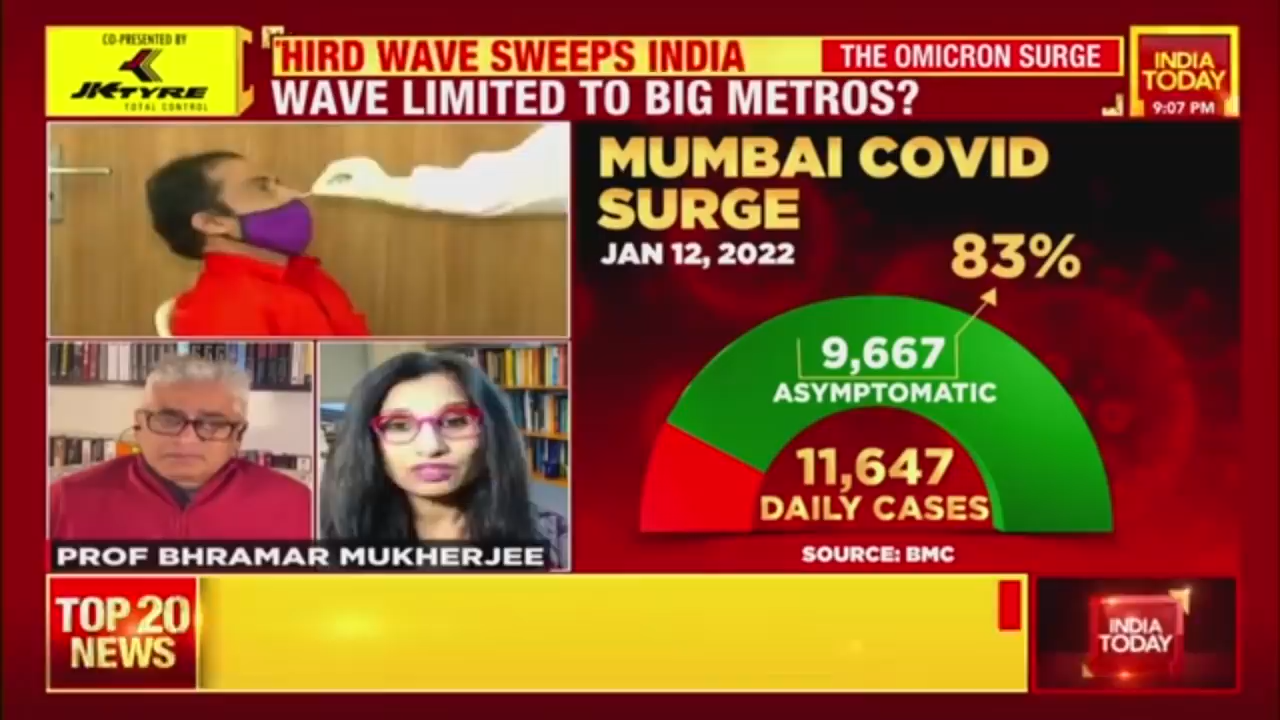 CO-PRESENTED BY
JK TYRE
TOTAL CONTROL
HIRD WAVE SWEEPS INDIA
THE OMICRON SURGE
WAVE LIMITED TO BIG METROS?
INDIA
TODAY
9:07 PM
MUMBAI COVID
SURGE
JAN 12, 2022
83%
9,667
ASYMPTOMATIC
11,647
DAILY CASES
SOURCE: BMC
PROF BHRAMAR MUKHERJEE
TOP 20
NEWS
INDIA
TODAY